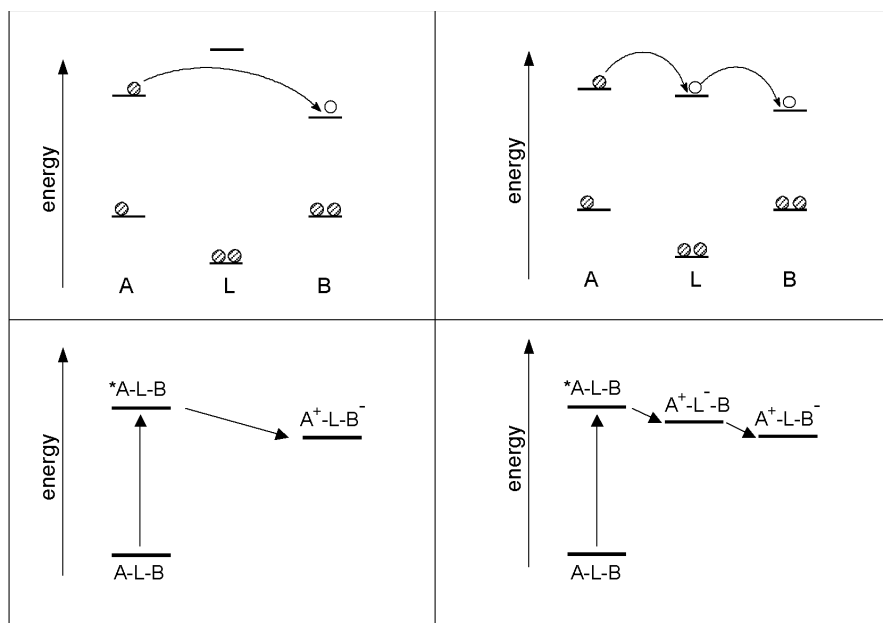 energy
A L B
energy
A L B
energy
*A-L-B
A⁺-L-B⁻
A-L-B
energy
*A-L-B
A⁺-L⁻-B
A⁺-L-B⁻
A-L-B